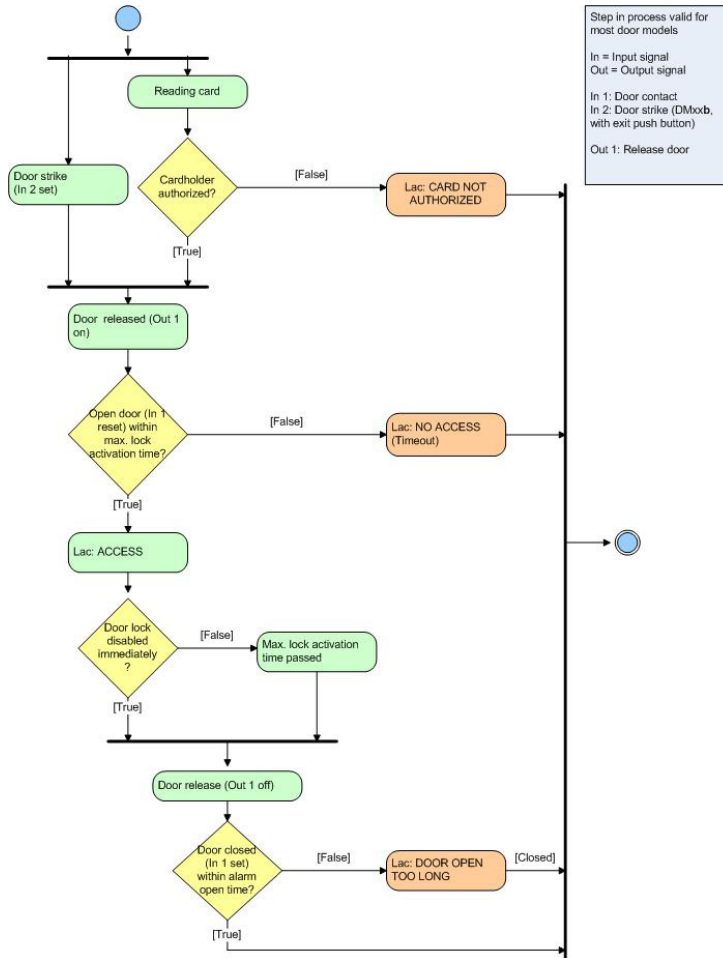 Step in process valid for
most door models
In = Input signal
Out = Output signal
In 1: Door contact
In 2: Door strike (DMxxb,
with exit push button)
Out 1: Release door
Reading card
Door strike
(In 2 set)
Cardholder
authorized?
[False]
Lac: CARD NOT
AUTHORIZED
[True]
Door released (Out 1
on)
Open door (In 1
reset) within
max. lock
activation time?
[False]
Lac: NO ACCESS
(Timeout)
[True]
Lac: ACCESS
Door lock
disabled
immediately
?
[False]
Max. lock activation
time passed
[True]
Door release (Out 1 off)
Door closed
(In 1 set)
within alarm
open time?
[False]
Lac: DOOR OPEN
TOO LONG
[Closed]
[True]